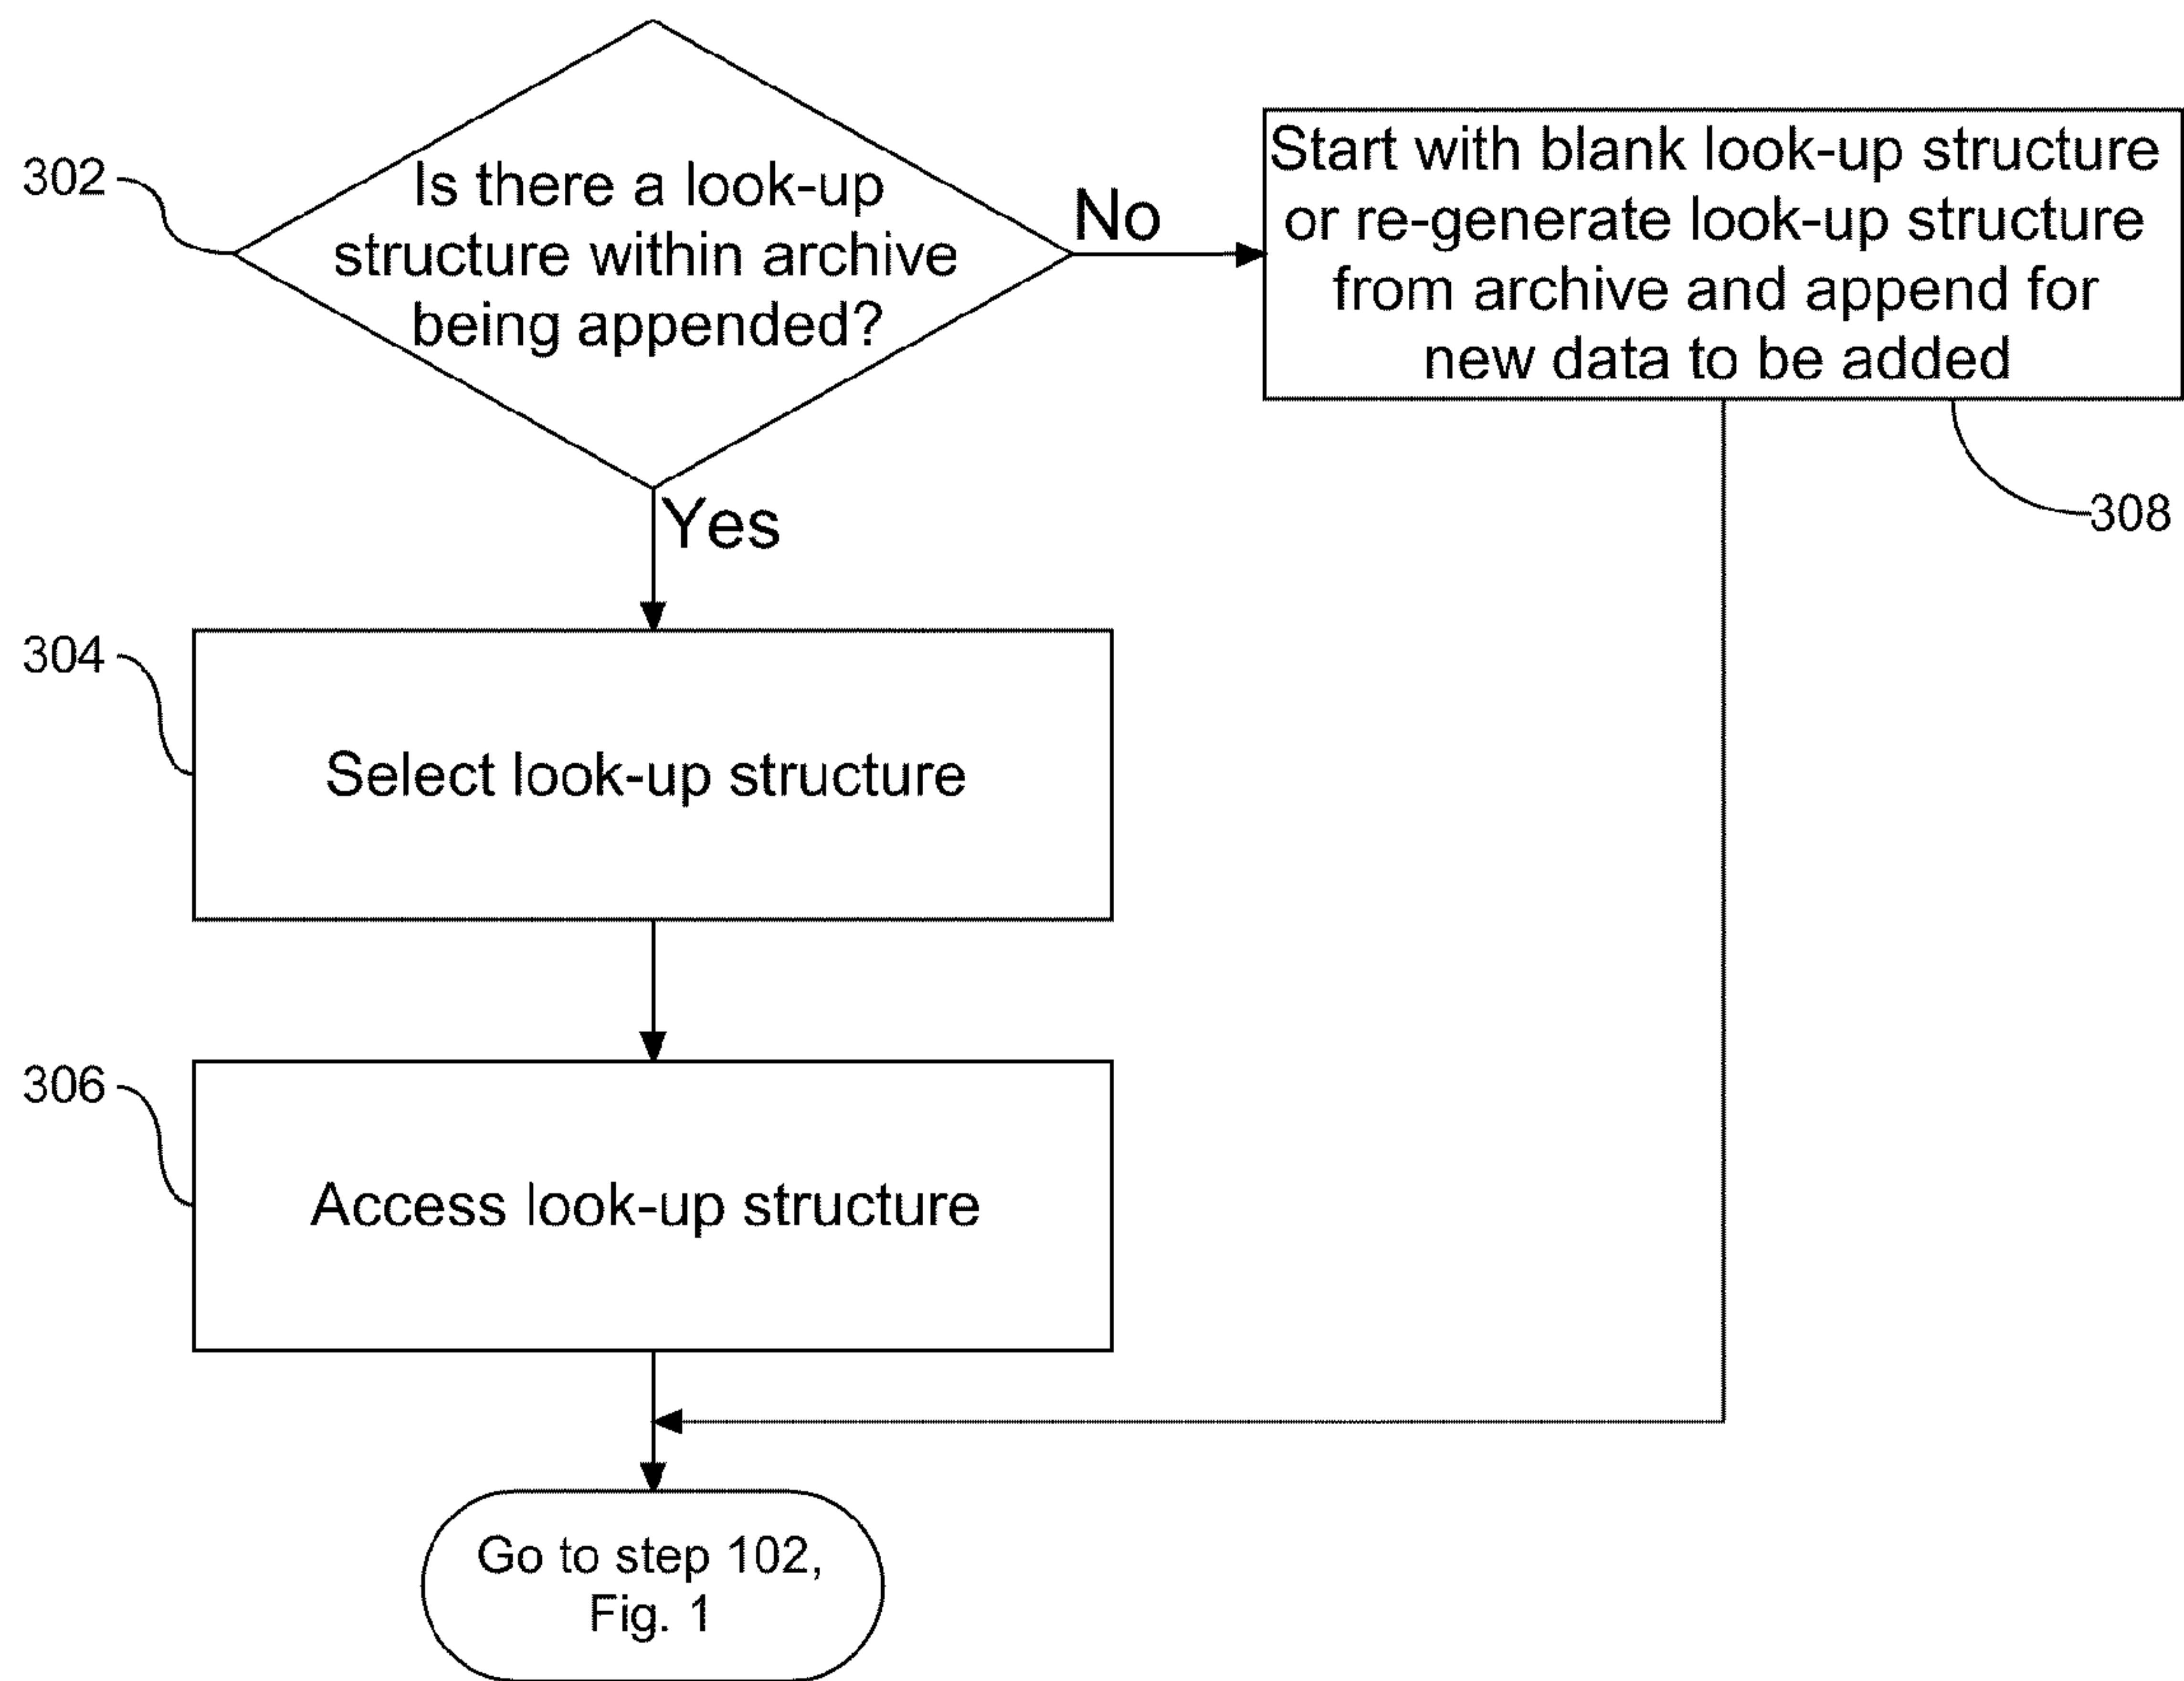 302
Is there a look-up
structure within archive
being appended?
No
Start with blank look-up structure
or re-generate look-up structure
from archive and append for
new data to be added
308
Yes
304
Select look-up structure
306
Access look-up structure
Go to step 102,
Fig. 1